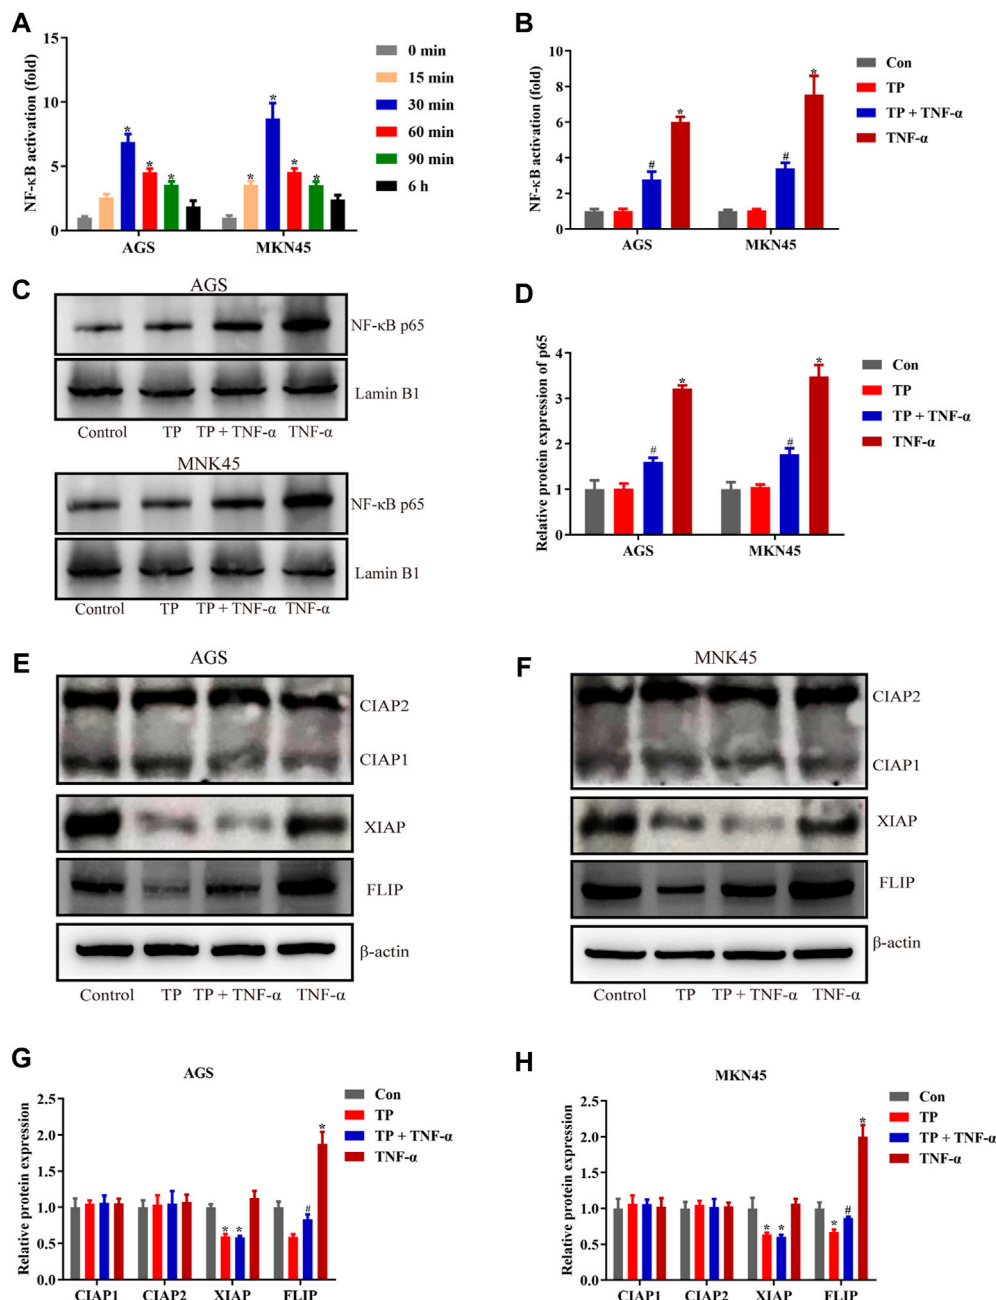 A
NF-κB activation (fold)
15
10
5
0
AGS
MKN45
*
*
*
*
*
*
*
0 min
15 min
30 min
60 min
90 min
6 h
B
NF-κB activation (fold)
10
8
6
4
2
0
AGS
MKN45
#
*
#
*
Con
TP
TP + TNF-α
TNF-α
C
AGS
NF-κB p65
Lamin B1
Control TP TP + TNF-α TNF-α
MNK45
NF-κB p65
Lamin B1
Control TP TP + TNF-α TNF-α
D
Relative protein expression of p65
4
3
2
1
0
AGS
MKN45
#
*
#
*
Con
TP
TP + TNF-α
TNF-α
E
AGS
CIAP2
CIAP1
XIAP
FLIP
β-actin
Control TP TP + TNF-α TNF-α
F
MNK45
CIAP2
CIAP1
XIAP
FLIP
β-actin
Control TP TP + TNF-α TNF-α
G
AGS
Relative protein expression
2.5
2.0
1.5
1.0
0.5
0.0
CIAP1 CIAP2 XIAP FLIP
* *
#
*
Con
TP
TP + TNF-α
TNF-α
H
MKN45
Relative protein expression
2.5
2.0
1.5
1.0
0.5
0.0
CIAP1 CIAP2 XIAP FLIP
* *
*
#
*
Con
TP
TP + TNF-α
TNF-α